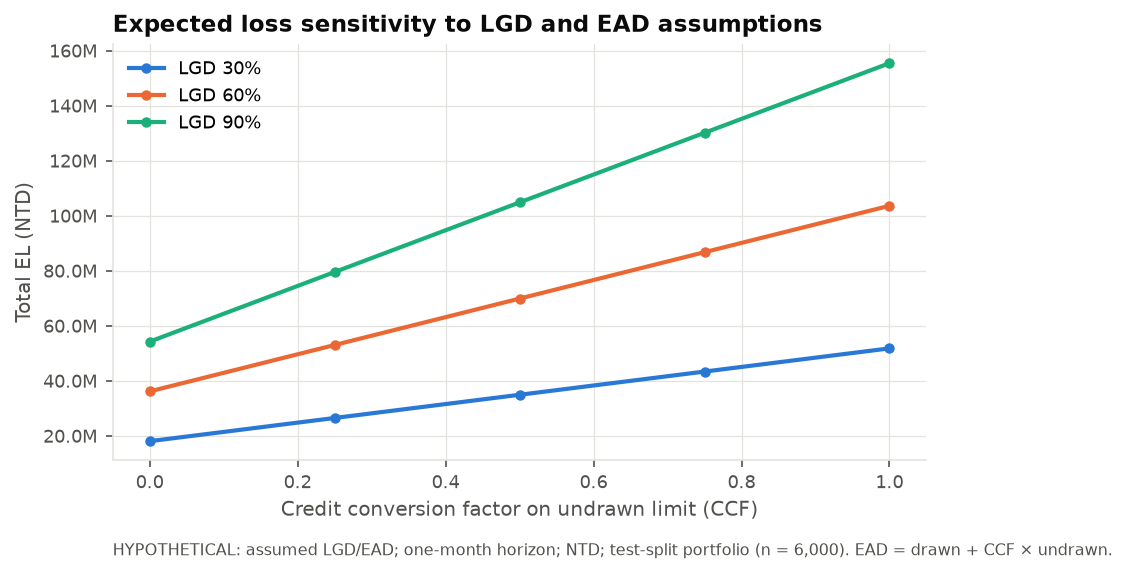 Expected loss sensitivity to LGD and EAD assumptions
160M
140M
120M
100M
80.0M
60.0M
40.0M
20.0M
Total EL (NTD)
LGD 30%
LGD 60%
LGD 90%
0.0 0.2 0.4 0.6 0.8 1.0
Credit conversion factor on undrawn limit (CCF)
HYPOTHETICAL: assumed LGD/EAD; one-month horizon; NTD; test-split portfolio (n = 6,000). EAD = drawn + CCF × undrawn.